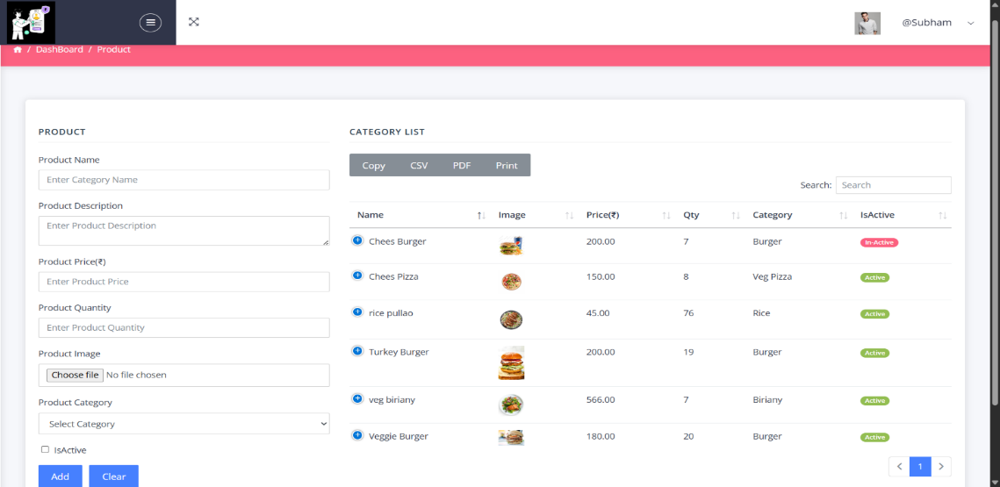 @Subham
/ DashBoard / Product
PRODUCT
Product Name
Enter Category Name
Product Description
Enter Product Description
Product Price(₹)
Enter Product Price
Product Quantity
Enter Product Quantity
Product Image
Choose file No file chosen
Product Category
Select Category
IsActive
Add Clear
CATEGORY LIST
Copy CSV PDF Print
Search: Search
Name Image Price(₹) Qty Category IsActive
Chees Burger 200.00 7 Burger In-Active
Chees Pizza 150.00 8 Veg Pizza Active
rice pullao 45.00 76 Rice Active
Turkey Burger 200.00 19 Burger Active
veg biriany 566.00 7 Biriany Active
Veggie Burger 180.00 20 Burger Active
< 1 >